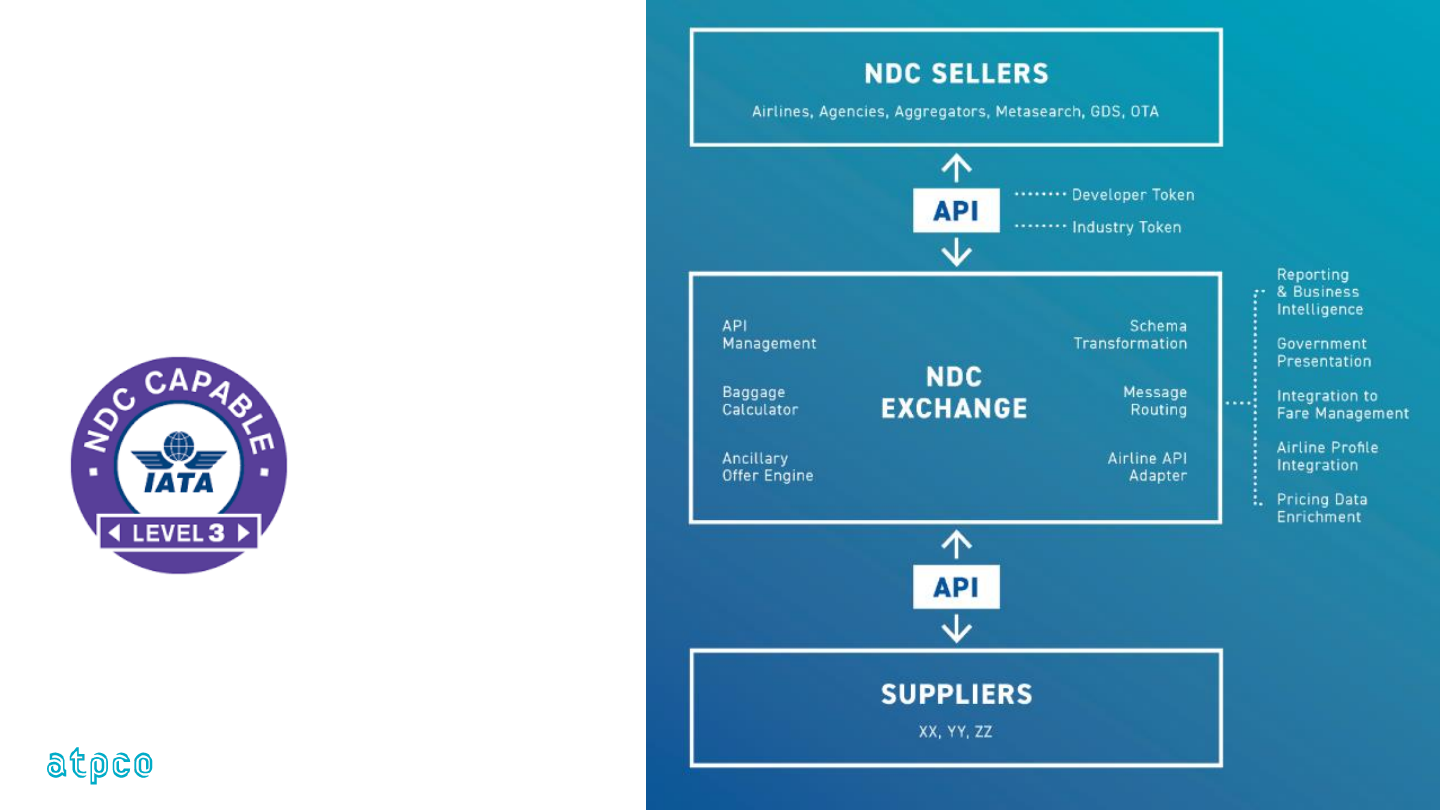 NDC CAPABLE
IATA
LEVEL 3
atpco
NDC SELLERS
Airlines, Agencies, Aggregators, Metasearch, GDS, OTA
API
Developer Token
Industry Token
API
Management
Baggage
Calculator
Ancillary
Offer Engine
NDC
EXCHANGE
Schema
Transformation
Message
Routing
Airline API
Adapter
Reporting
& Business
Intelligence
Government
Presentation
Integration to
Fare Management
Airline Profile
Integration
Pricing Data
Enrichment
API
SUPPLIERS
XX, YY, ZZ